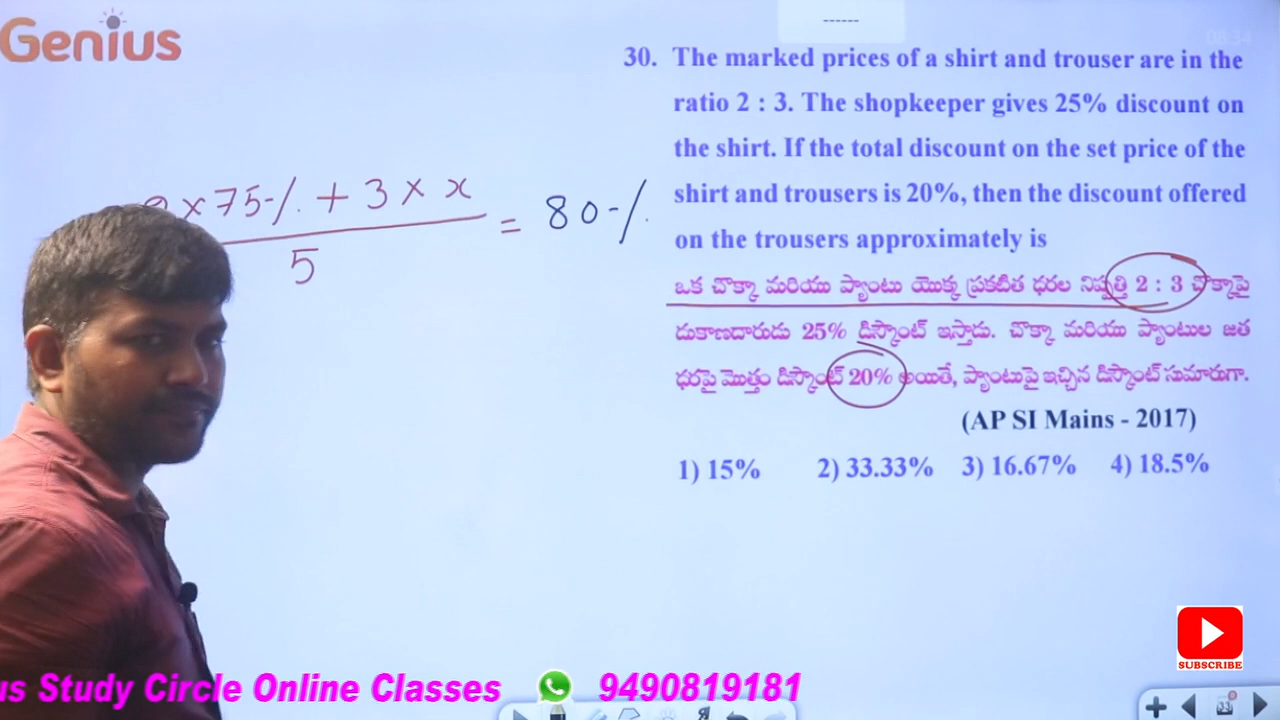 Genius
------
08:34
30. The marked prices of a shirt and trouser are in the
ratio 2 : 3. The shopkeeper gives 25% discount on
the shirt. If the total discount on the set price of the
shirt and trousers is 20%, then the discount offered
on the trousers approximately is
ఒక చొక్కా మరియు ప్యాంటు యొక్క ప్రకటిత ధరల నిష్పత్తి 2 : 3 చొక్కాపై
దుకాణదారుడు 25% డిస్కౌంట్ ఇస్తాడు. చొక్కా మరియు ప్యాంటుల జత
ధరపై మొత్తం డిస్కౌంట్ 20% అయితే, ప్యాంటుపై ఇచ్చిన డిస్కౌంట్ సుమారుగా.
(AP SI Mains - 2017)
1) 15% 2) 33.33% 3) 16.67% 4) 18.5%
× 75% + 3 × x
5
= 80%
SUBSCRIBE
us Study Circle Online Classes 9490819181
33